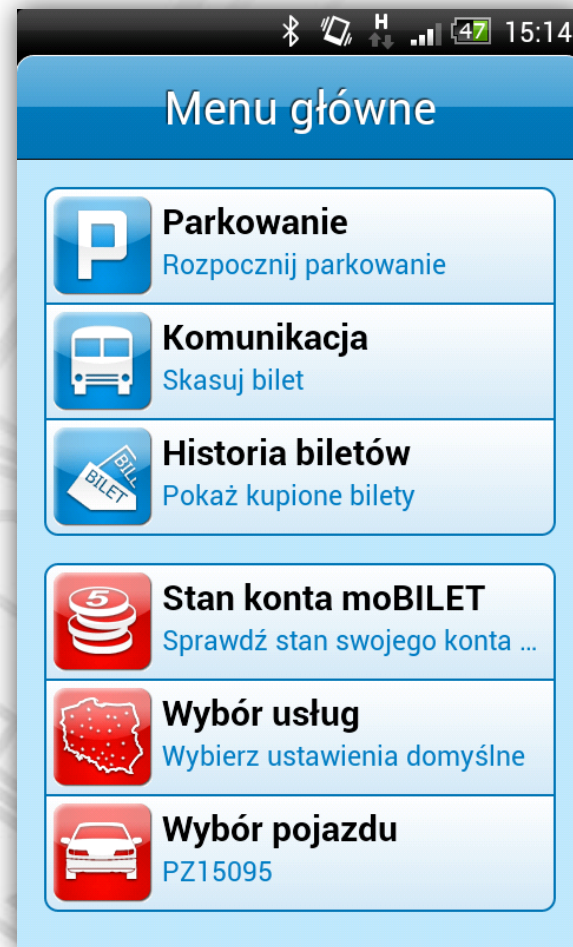 H 47 15:14
Menu główne
P
Parkowanie
Rozpocznij parkowanie
Komunikacja
Skasuj bilet
BILET BILE
Historia biletów
Pokaż kupione bilety
5
Stan konta moBILET
Sprawdź stan swojego konta ...
Wybór usług
Wybierz ustawienia domyślne
Wybór pojazdu
PZ15095